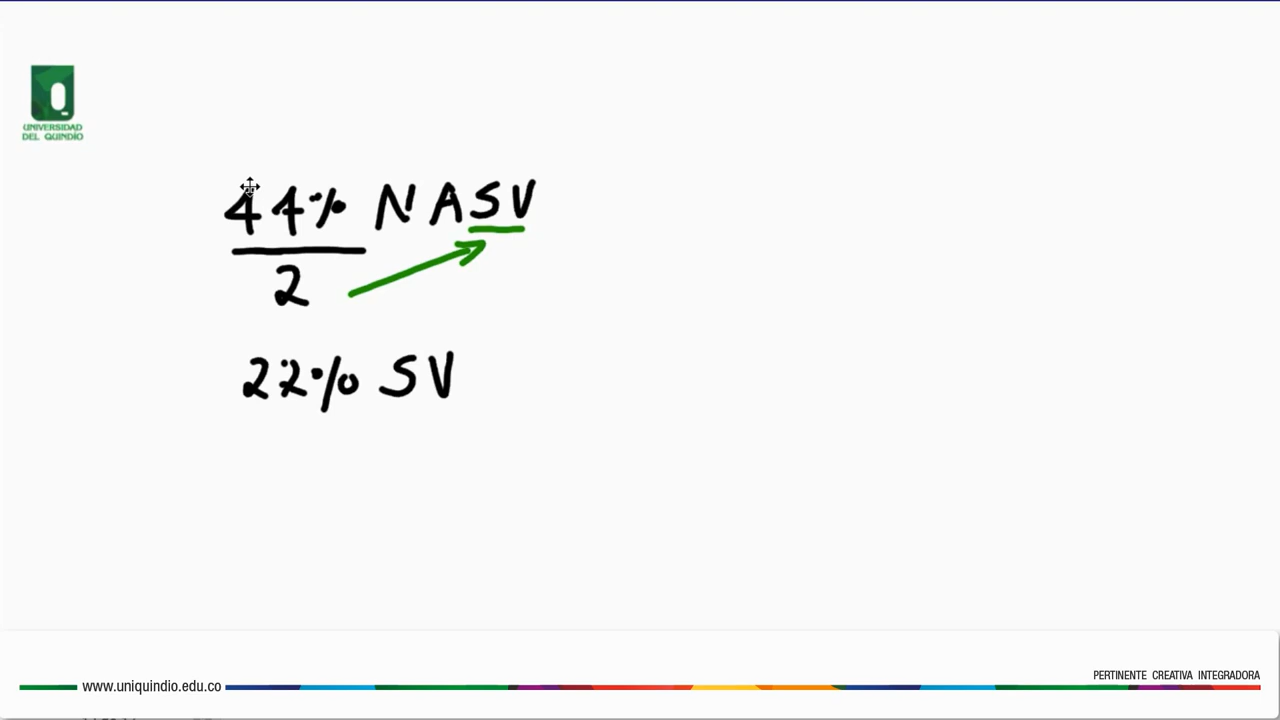 UNIVERSIDAD
DEL QUINDÍO
44% NASV
2
22% SV
PERTINENTE CREATIVA INTEGRADORA
www.uniquindio.edu.co